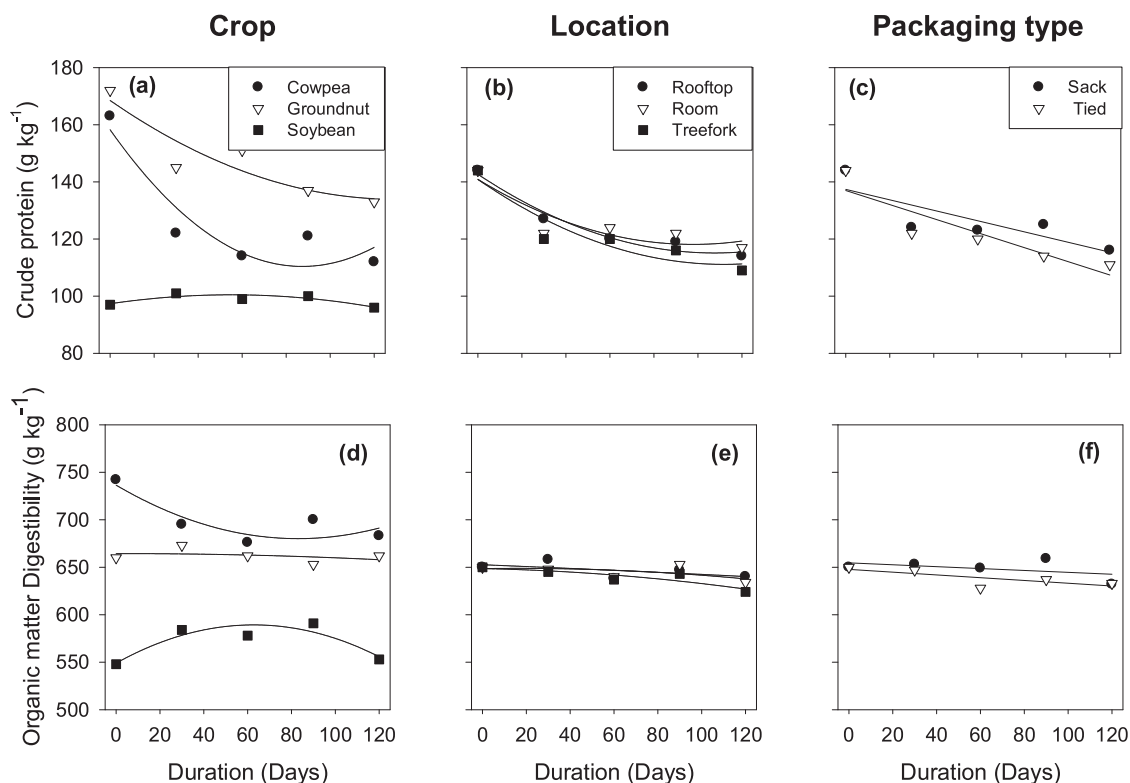 Crop
Location
Packaging type
Crude protein (g kg⁻¹)
180
160
140
120
100
80
(a)
Cowpea
Groundnut
Soybean
(b)
Rooftop
Room
Treefork
(c)
Sack
Tied
Organic matter Digestibility (g kg⁻¹)
800
750
700
650
600
550
500
(d)
(e)
(f)
0 20 40 60 80 100 120
0 20 40 60 80 100 120
0 20 40 60 80 100 120
Duration (Days)
Duration (Days)
Duration (Days)